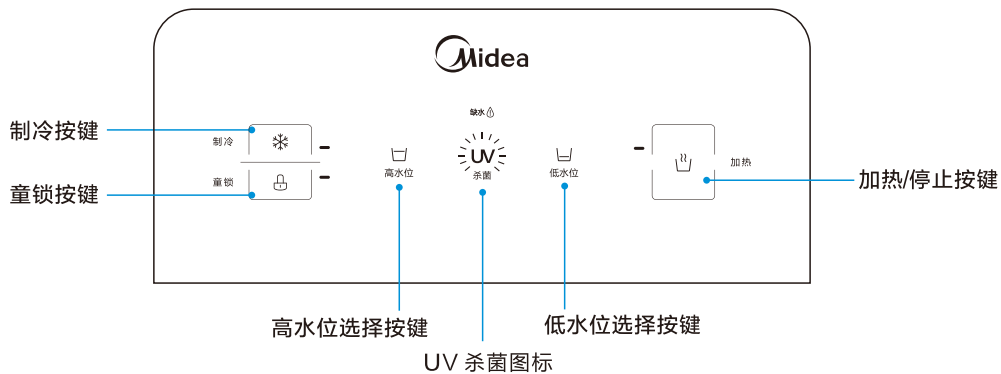 Midea
缺水
制冷按键
制冷
UV
高水位
杀菌
低水位
加热
童锁按键
童锁
加热/停止按键
高水位选择按键
低水位选择按键
UV 杀菌图标